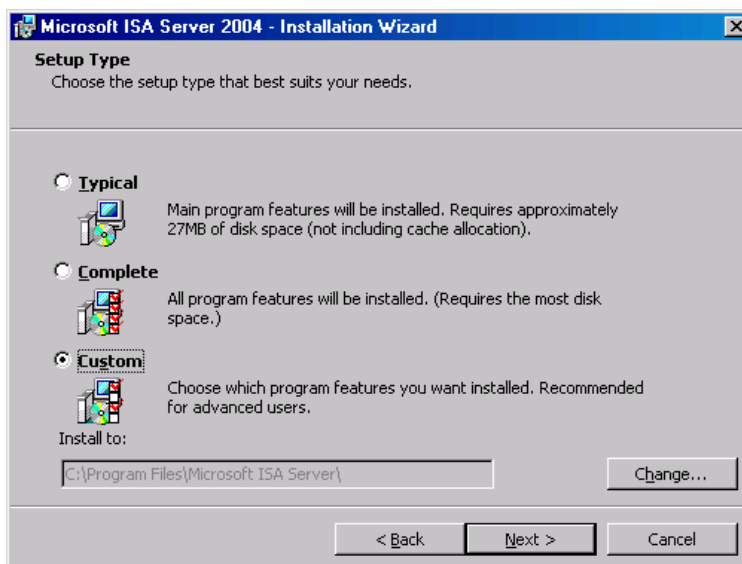 Microsoft ISA Server 2004 - Installation Wizard
Setup Type
Choose the setup type that best suits your needs.
Typical
Main program features will be installed. Requires approximately
27MB of disk space (not including cache allocation).
Complete
All program features will be installed. (Requires the most disk
space.)
Custom
Choose which program features you want installed. Recommended
for advanced users.
Install to:
C:\Program Files\Microsoft ISA Server\
Change...
< Back
Next >
Cancel